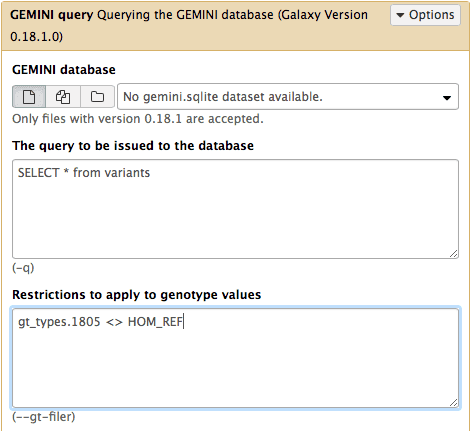 GEMINI query Querying the GEMINI database (Galaxy Version
0.18.1.0)
Options
GEMINI database
No gemini.sqlite dataset available.
Only files with version 0.18.1 are accepted.
The query to be issued to the database
SELECT * from variants
(-q)
Restrictions to apply to genotype values
gt_types.1805 <> HOM_REF
(--gt-filer)